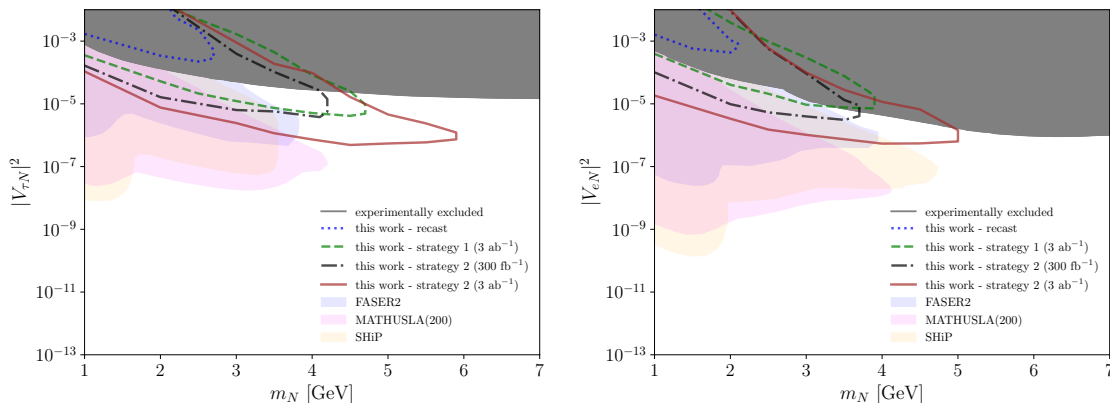 10⁻³
10⁻⁵
10⁻⁷
10⁻⁹
10⁻¹¹
10⁻¹³
|V_{τN}|²
1 2 3 4 5 6 7
m_N [GeV]
experimentally excluded
this work - recast
this work - strategy 1 (3 ab⁻¹)
this work - strategy 2 (300 fb⁻¹)
this work - strategy 2 (3 ab⁻¹)
FASER2
MATHUSLA(200)
SHiP
10⁻³
10⁻⁵
10⁻⁷
10⁻⁹
10⁻¹¹
10⁻¹³
|V_{eN}|²
1 2 3 4 5 6 7
m_N [GeV]
experimentally excluded
this work - recast
this work - strategy 1 (3 ab⁻¹)
this work - strategy 2 (300 fb⁻¹)
this work - strategy 2 (3 ab⁻¹)
FASER2
MATHUSLA(200)
SHiP